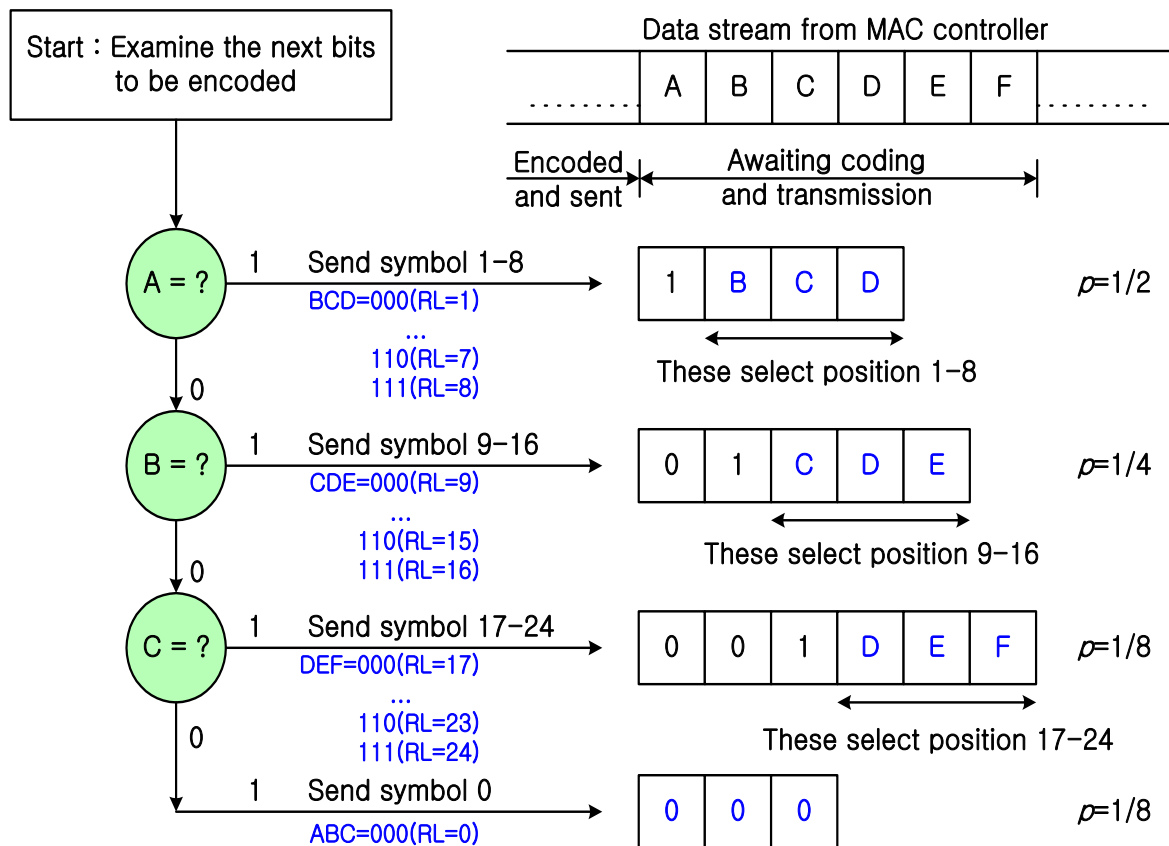 Start : Examine the next bits
to be encoded
Data stream from MAC controller
......... A B C D E F .........
Encoded
and sent
Awaiting coding
and transmission
A = ?
1
Send symbol 1-8
BCD=000(RL=1)
...
110(RL=7)
111(RL=8)
1 B C D
p=1/2
These select position 1-8
0
B = ?
1
Send symbol 9-16
CDE=000(RL=9)
...
110(RL=15)
111(RL=16)
0 1 C D E
p=1/4
These select position 9-16
0
C = ?
1
Send symbol 17-24
DEF=000(RL=17)
...
110(RL=23)
111(RL=24)
0 0 1 D E F
p=1/8
These select position 17-24
0
1
Send symbol 0
ABC=000(RL=0)
0 0 0
p=1/8